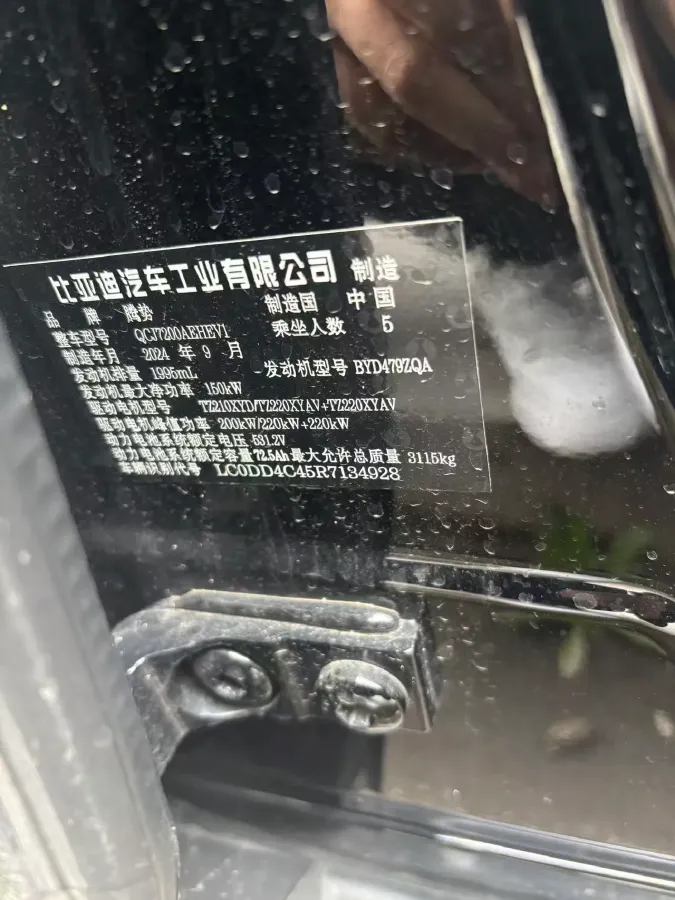 比亚迪汽车工业有限公司 制造
品 牌 腾势 制造国 中国
整车型号 QCJ7200AEHEV1 乘坐人数 5
制造年月 2024 年 9 月
发动机排量 1995mL 发动机型号 BYD479ZQA
发动机最大净功率 150kW
驱动电机型号 TZ210XYD/TZ220XYAV+TZ220XYAV
驱动电机峰值功率 200kW/220kW+220kW
动力电池系统额定电压 531.2V
动力电池系统额定容量 72.5Ah 最大允许总质量 3115kg
车辆识别代号 LC0DD4C45R7134928